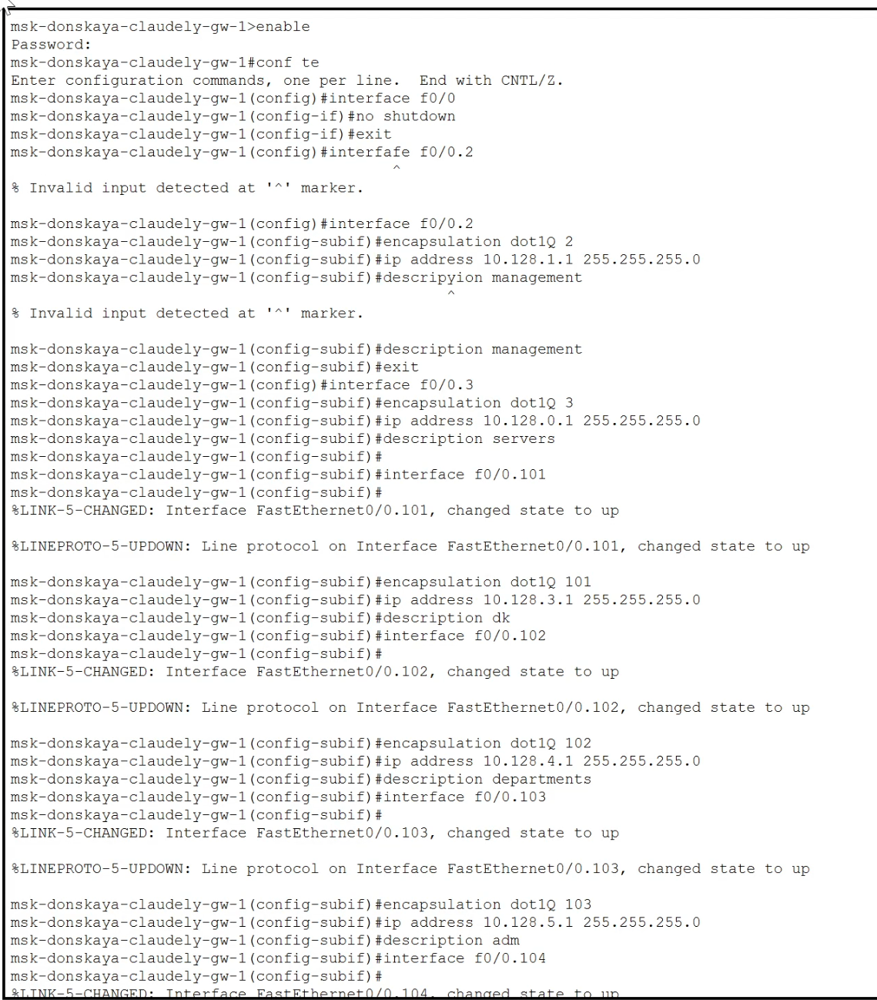 msk-donskaya-claudely-gw-1>enable
Password:
msk-donskaya-claudely-gw-1#conf te
Enter configuration commands, one per line.  End with CNTL/Z.
msk-donskaya-claudely-gw-1(config)#interface f0/0
msk-donskaya-claudely-gw-1(config-if)#no shutdown
msk-donskaya-claudely-gw-1(config-if)#exit
msk-donskaya-claudely-gw-1(config)#interfafe f0/0.2
^
% Invalid input detected at '^' marker.
msk-donskaya-claudely-gw-1(config)#interface f0/0.2
msk-donskaya-claudely-gw-1(config-subif)#encapsulation dot1Q 2
msk-donskaya-claudely-gw-1(config-subif)#ip address 10.128.1.1 255.255.255.0
msk-donskaya-claudely-gw-1(config-subif)#descripyion management
^
% Invalid input detected at '^' marker.
msk-donskaya-claudely-gw-1(config-subif)#description management
msk-donskaya-claudely-gw-1(config-subif)#exit
msk-donskaya-claudely-gw-1(config)#interface f0/0.3
msk-donskaya-claudely-gw-1(config-subif)#encapsulation dot1Q 3
msk-donskaya-claudely-gw-1(config-subif)#ip address 10.128.0.1 255.255.255.0
msk-donskaya-claudely-gw-1(config-subif)#description servers
msk-donskaya-claudely-gw-1(config-subif)#
msk-donskaya-claudely-gw-1(config-subif)#interface f0/0.101
msk-donskaya-claudely-gw-1(config-subif)#
%LINK-5-CHANGED: Interface FastEthernet0/0.101, changed state to up
%LINEPROTO-5-UPDOWN: Line protocol on Interface FastEthernet0/0.101, changed state to up
msk-donskaya-claudely-gw-1(config-subif)#encapsulation dot1Q 101
msk-donskaya-claudely-gw-1(config-subif)#ip address 10.128.3.1 255.255.255.0
msk-donskaya-claudely-gw-1(config-subif)#description dk
msk-donskaya-claudely-gw-1(config-subif)#interface f0/0.102
msk-donskaya-claudely-gw-1(config-subif)#
%LINK-5-CHANGED: Interface FastEthernet0/0.102, changed state to up
%LINEPROTO-5-UPDOWN: Line protocol on Interface FastEthernet0/0.102, changed state to up
msk-donskaya-claudely-gw-1(config-subif)#encapsulation dot1Q 102
msk-donskaya-claudely-gw-1(config-subif)#ip address 10.128.4.1 255.255.255.0
msk-donskaya-claudely-gw-1(config-subif)#description departments
msk-donskaya-claudely-gw-1(config-subif)#interface f0/0.103
msk-donskaya-claudely-gw-1(config-subif)#
%LINK-5-CHANGED: Interface FastEthernet0/0.103, changed state to up
%LINEPROTO-5-UPDOWN: Line protocol on Interface FastEthernet0/0.103, changed state to up
msk-donskaya-claudely-gw-1(config-subif)#encapsulation dot1Q 103
msk-donskaya-claudely-gw-1(config-subif)#ip address 10.128.5.1 255.255.255.0
msk-donskaya-claudely-gw-1(config-subif)#description adm
msk-donskaya-claudely-gw-1(config-subif)#interface f0/0.104
msk-donskaya-claudely-gw-1(config-subif)#
%LINK-5-CHANGED: Interface FastEthernet0/0.104, changed state to up